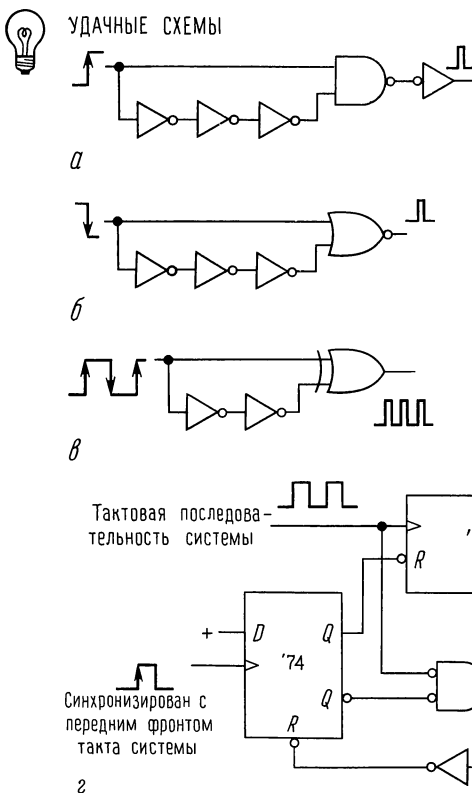 УДАЧНЫЕ СХЕМЫ
а
б
в
Тактовая последова-
тельность системы
R
D
Q
+
'74
Q
R
Синхронизирован с
передним фронтом
такта системы
г